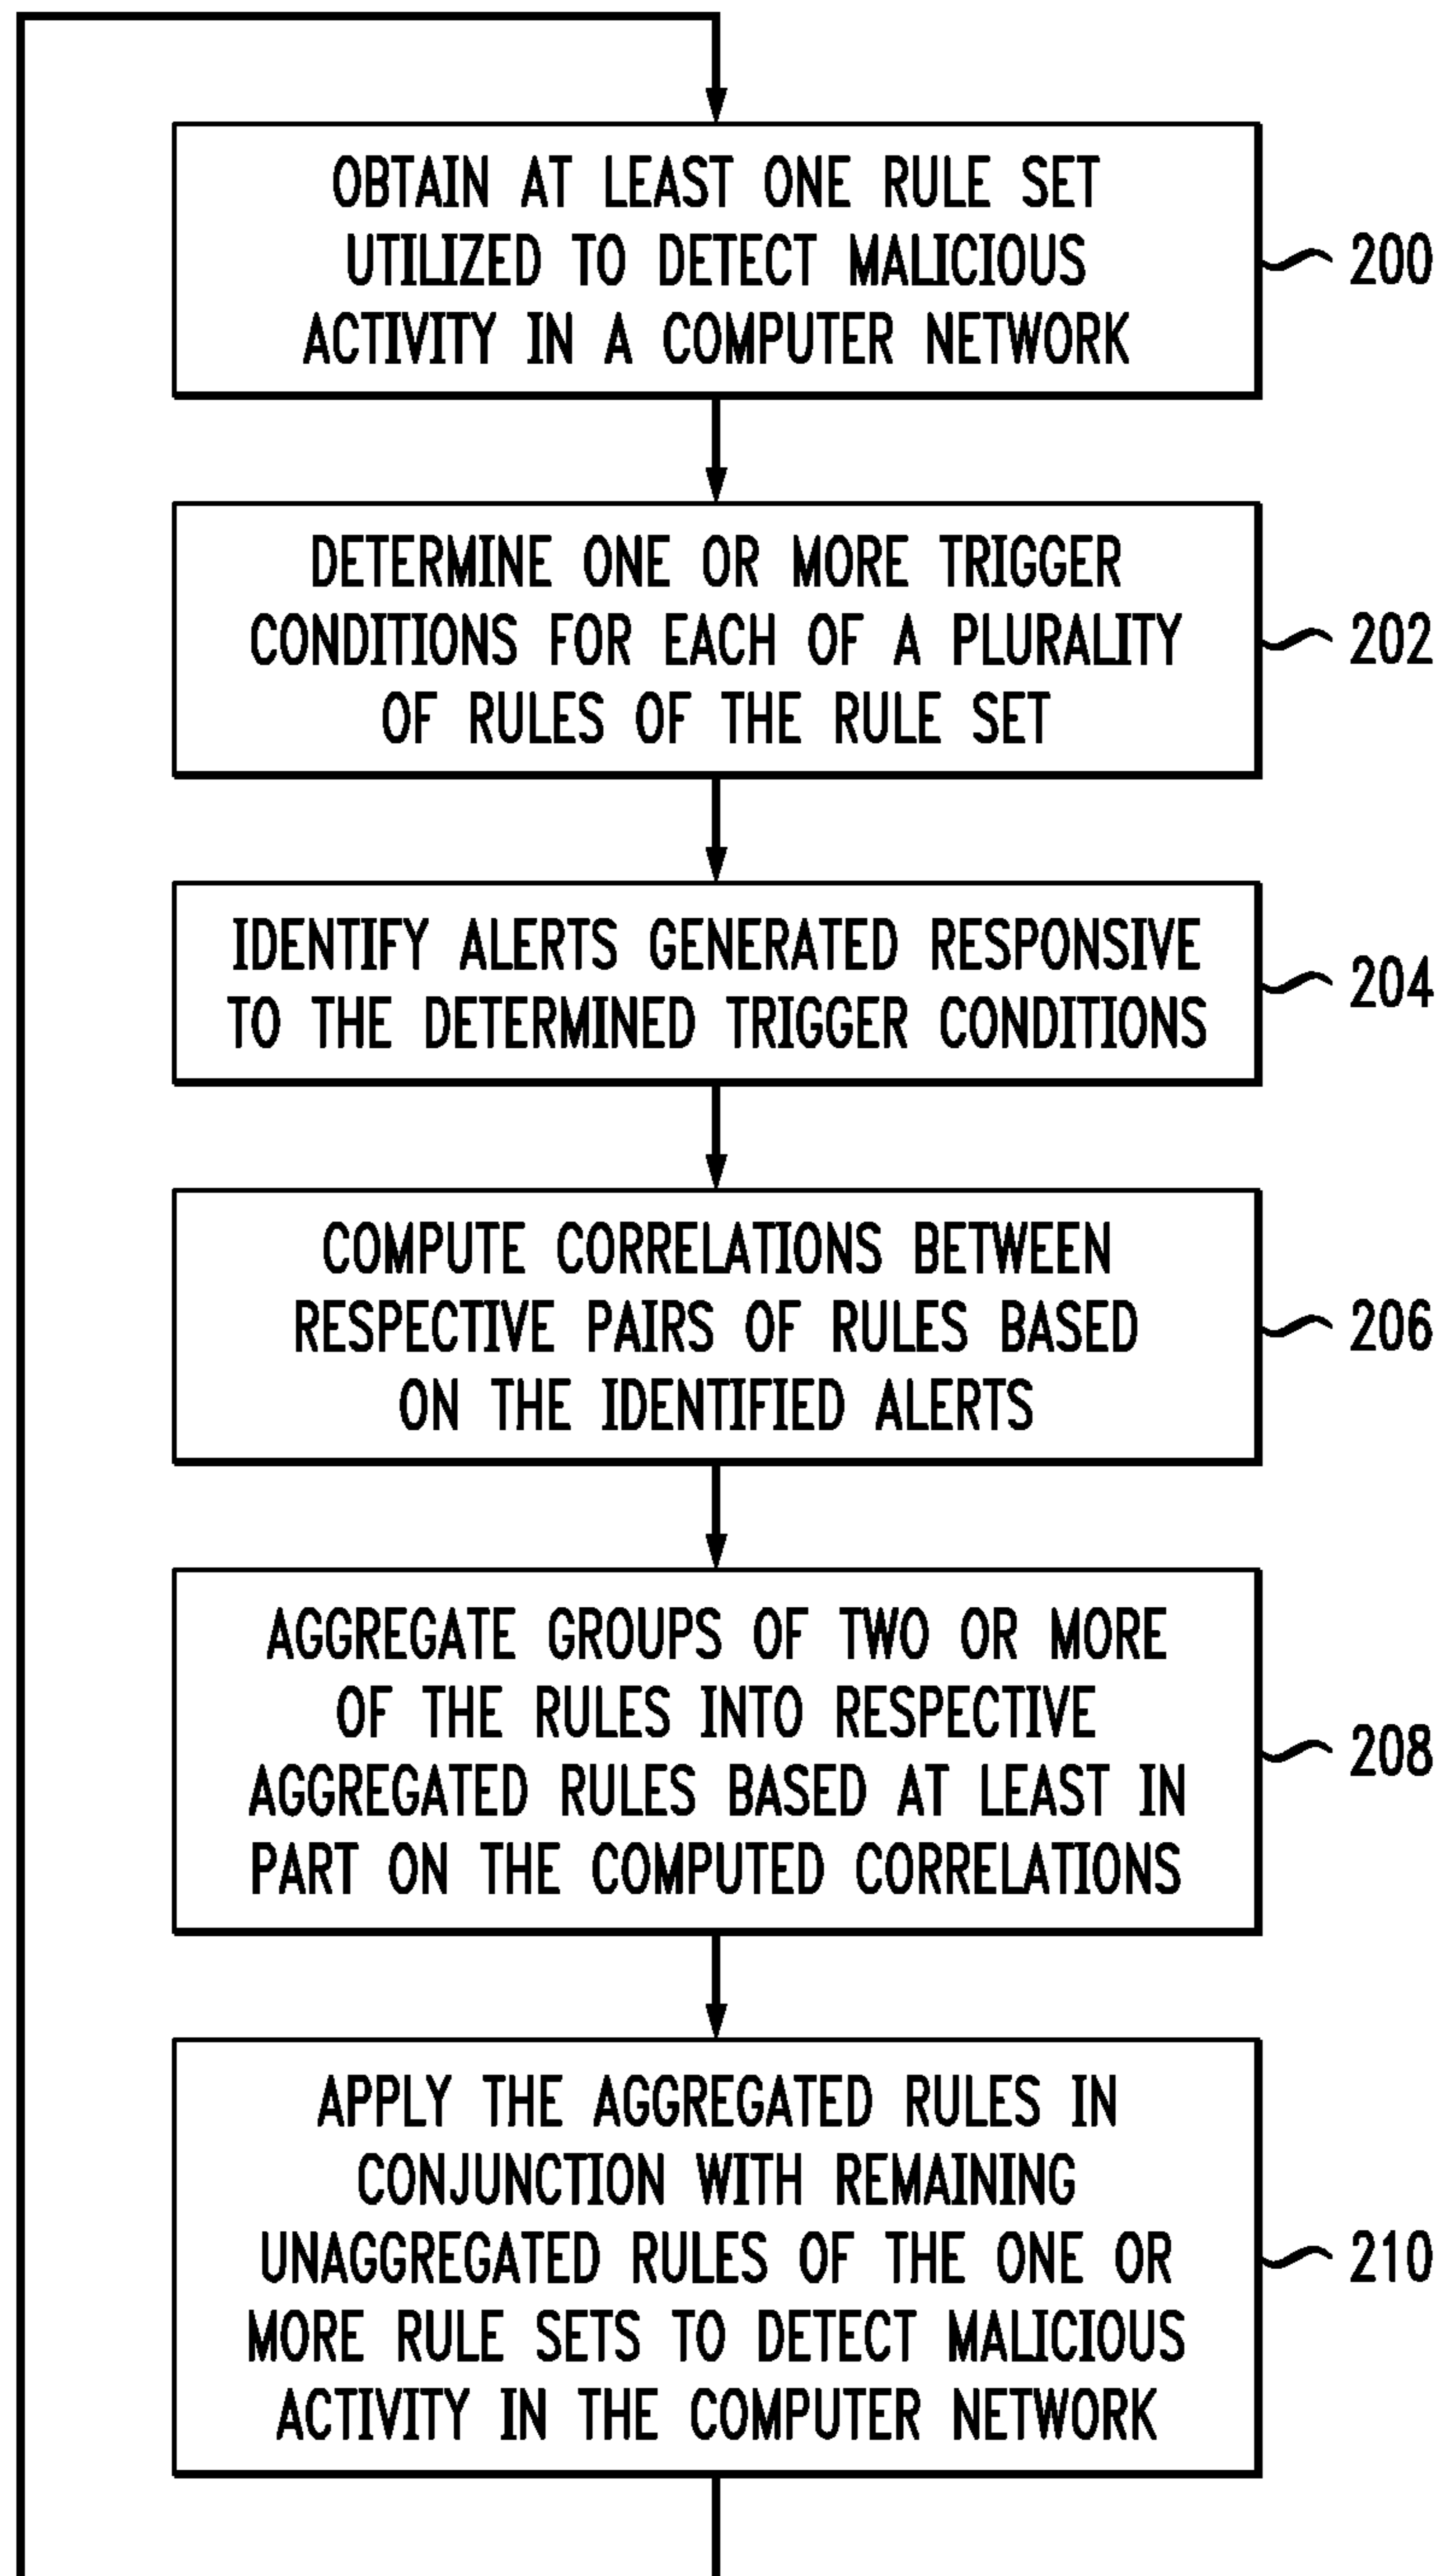 OBTAIN AT LEAST ONE RULE SET
UTILIZED TO DETECT MALICIOUS
ACTIVITY IN A COMPUTER NETWORK
200
DETERMINE ONE OR MORE TRIGGER
CONDITIONS FOR EACH OF A PLURALITY
OF RULES OF THE RULE SET
202
IDENTIFY ALERTS GENERATED RESPONSIVE
TO THE DETERMINED TRIGGER CONDITIONS
204
COMPUTE CORRELATIONS BETWEEN
RESPECTIVE PAIRS OF RULES BASED
ON THE IDENTIFIED ALERTS
206
AGGREGATE GROUPS OF TWO OR MORE
OF THE RULES INTO RESPECTIVE
AGGREGATED RULES BASED AT LEAST IN
PART ON THE COMPUTED CORRELATIONS
208
APPLY THE AGGREGATED RULES IN
CONJUNCTION WITH REMAINING
UNAGGREGATED RULES OF THE ONE OR
MORE RULE SETS TO DETECT MALICIOUS
ACTIVITY IN THE COMPUTER NETWORK
210